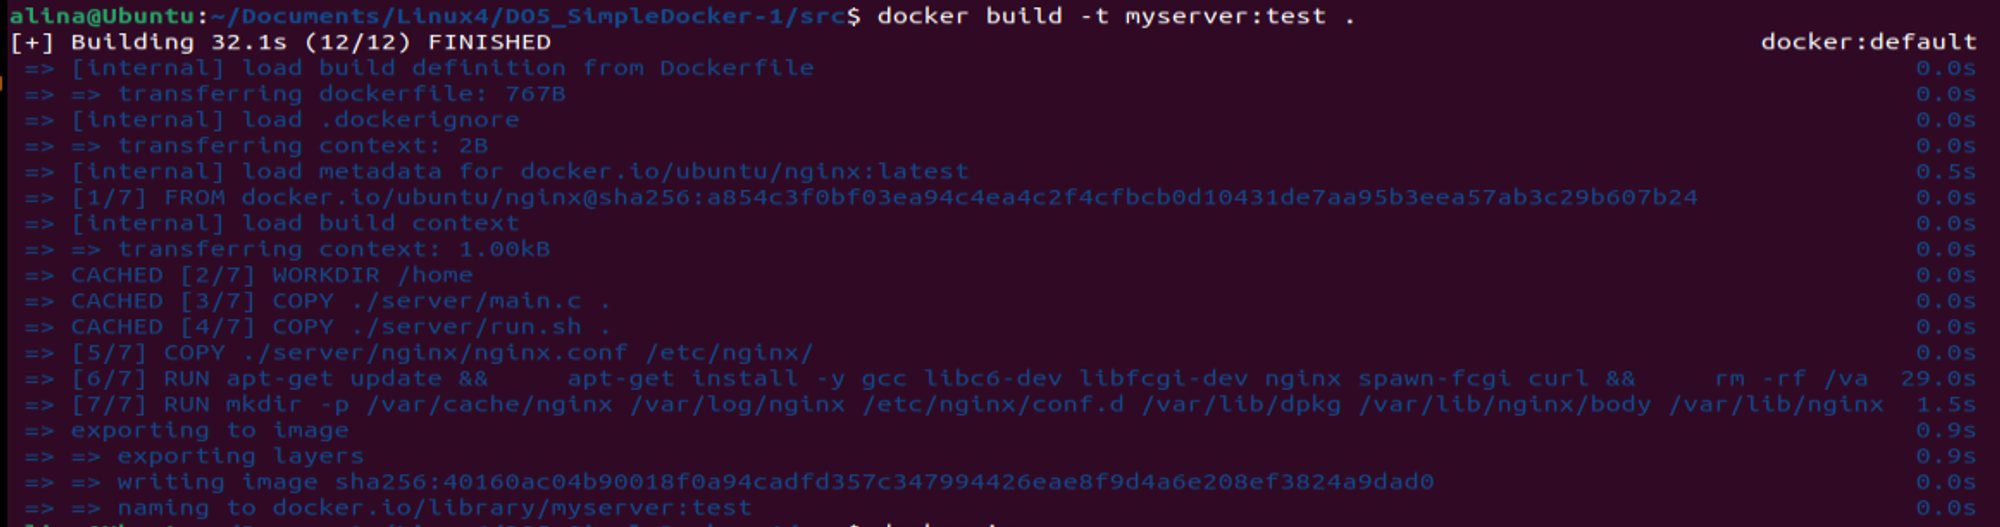 alina@Ubuntu:~/Documents/Linux4/DO5_SimpleDocker-1/src$ docker build -t myserver:test .
[+] Building 32.1s (12/12) FINISHED docker:default
=> [internal] load build definition from Dockerfile 0.0s
=> => transferring dockerfile: 767B 0.0s
=> [internal] load .dockerignore 0.0s
=> => transferring context: 2B 0.0s
=> [internal] load metadata for docker.io/ubuntu/nginx:latest 0.5s
=> [1/7] FROM docker.io/ubuntu/nginx@sha256:a854c3f0bf03ea94c4ea4c2f4cfbcb0d10431de7aa95b3eea57ab3c29b607b24 0.0s
=> [internal] load build context 0.0s
=> => transferring context: 1.00kB 0.0s
=> CACHED [2/7] WORKDIR /home 0.0s
=> CACHED [3/7] COPY ./server/main.c . 0.0s
=> CACHED [4/7] COPY ./server/run.sh . 0.0s
=> [5/7] COPY ./server/nginx/nginx.conf /etc/nginx/ 0.0s
=> [6/7] RUN apt-get update &&     apt-get install -y gcc libc6-dev libfcgi-dev nginx spawn-fcgi curl &&     rm -rf /va 29.0s
=> [7/7] RUN mkdir -p /var/cache/nginx /var/log/nginx /etc/nginx/conf.d /var/lib/dpkg /var/lib/nginx/body /var/lib/nginx 1.5s
=> exporting to image 0.9s
=> => exporting layers 0.9s
=> => writing image sha256:40160ac04b90018f0a94cadfd357c347994426eae8f9d4a6e208ef3824a9dad0 0.0s
=> => naming to docker.io/library/myserver:test 0.0s